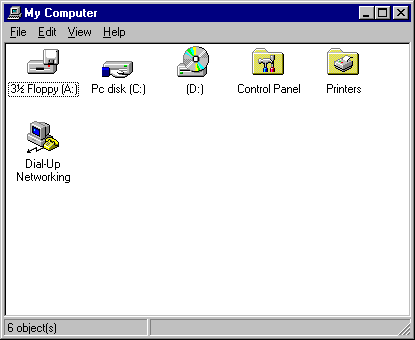 My Computer
File Edit View Help
3½ Floppy (A:) Pc disk (C:) (D:) Control Panel Printers
Dial-Up
Networking
6 object(s)